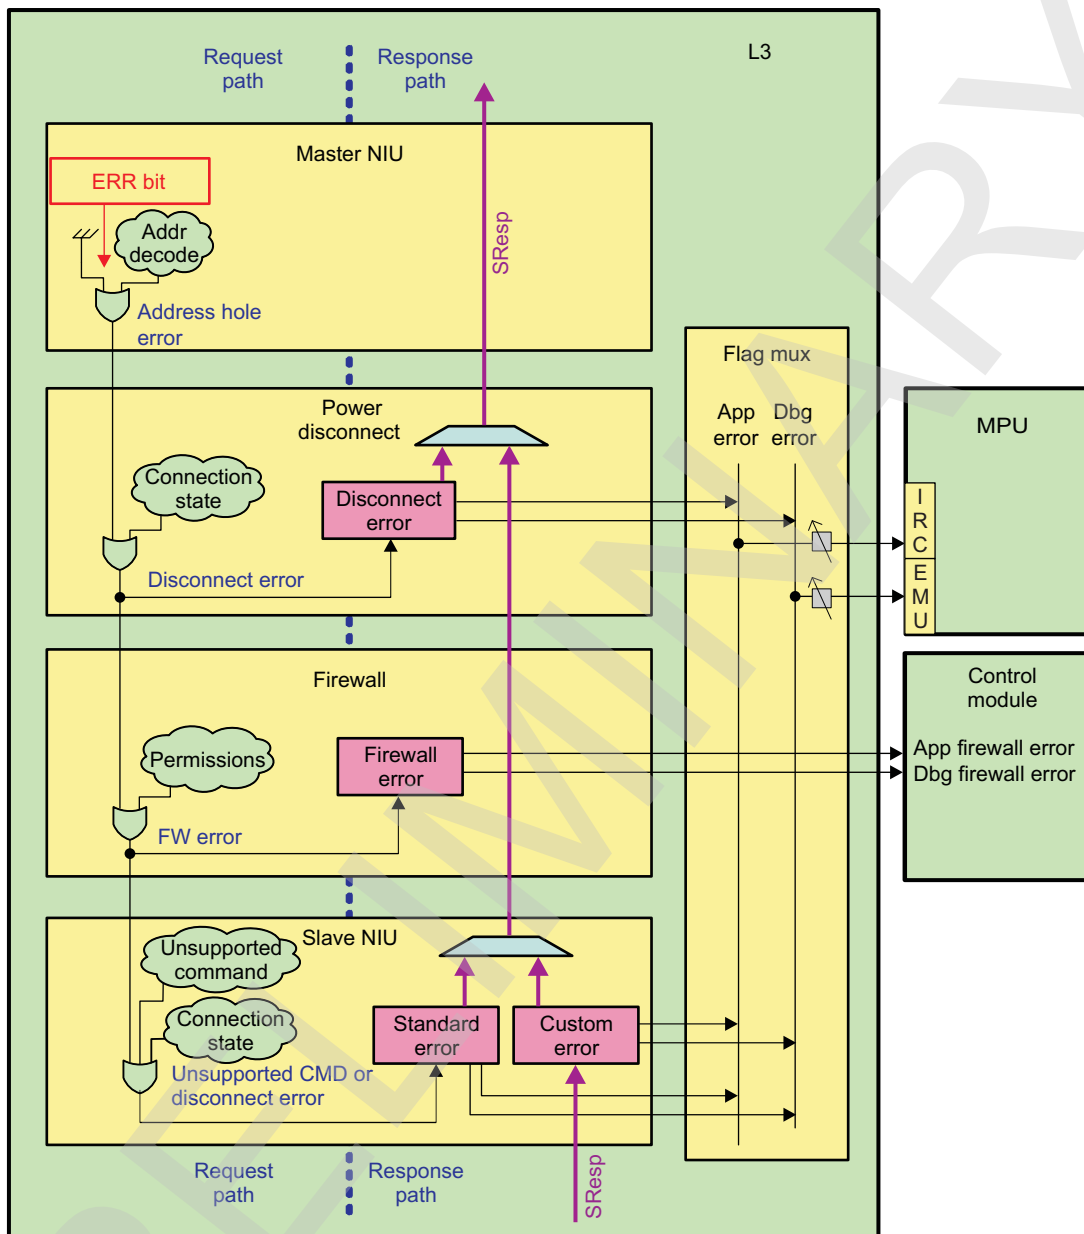 Request path
Response path
L3
Master NIU
ERR bit
Addr decode
SResp
Address hole error
Flag mux
App error
Dbg error
Power disconnect
Connection state
Disconnect error
Disconnect error
MPU
IRC
EMU
Firewall
Permissions
Firewall error
FW error
Control module
App firewall error
Dbg firewall error
Slave NIU
Unsupported command
Connection state
Standard error
Custom error
Unsupported CMD or disconnect error
Request path
Response path
SResp
PRELIMINARY